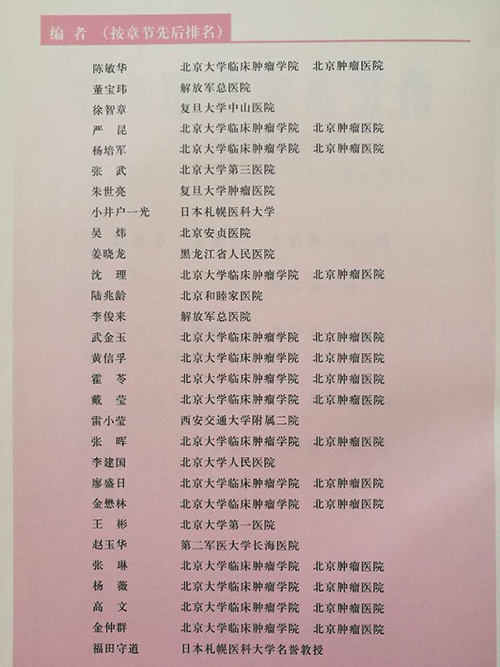 编 者 （按章节先后排名）
陈敏华 北京大学临床肿瘤学院 北京肿瘤医院
董宝玮 解放军总医院
徐智章 复旦大学中山医院
严 昆 北京大学临床肿瘤学院 北京肿瘤医院
杨培军 北京大学临床肿瘤学院 北京肿瘤医院
张 武 北京大学第三医院
朱世亮 复旦大学肿瘤医院
小井户一光 日本札幌医科大学
吴 炜 北京安贞医院
姜晓龙 黑龙江省人民医院
沈 理 北京大学临床肿瘤学院 北京肿瘤医院
陆兆龄 北京和睦家医院
李俊来 解放军总医院
武金玉 北京大学临床肿瘤学院 北京肿瘤医院
黄信孚 北京大学临床肿瘤学院 北京肿瘤医院
霍 苓 北京大学临床肿瘤学院 北京肿瘤医院
戴 莹 北京大学临床肿瘤学院 北京肿瘤医院
雷小莹 西安交通大学附属二院
张 晖 北京大学临床肿瘤学院 北京肿瘤医院
李建国 北京大学人民医院
廖盛日 北京大学临床肿瘤学院 北京肿瘤医院
金懋林 北京大学临床肿瘤学院 北京肿瘤医院
王 彬 北京大学第一医院
赵玉华 第二军医大学长海医院
张 琳 北京大学临床肿瘤学院 北京肿瘤医院
杨 薇 北京大学临床肿瘤学院 北京肿瘤医院
高 文 北京大学临床肿瘤学院 北京肿瘤医院
金仲群 北京大学临床肿瘤学院 北京肿瘤医院
福田守道 日本札幌医科大学名誉教授